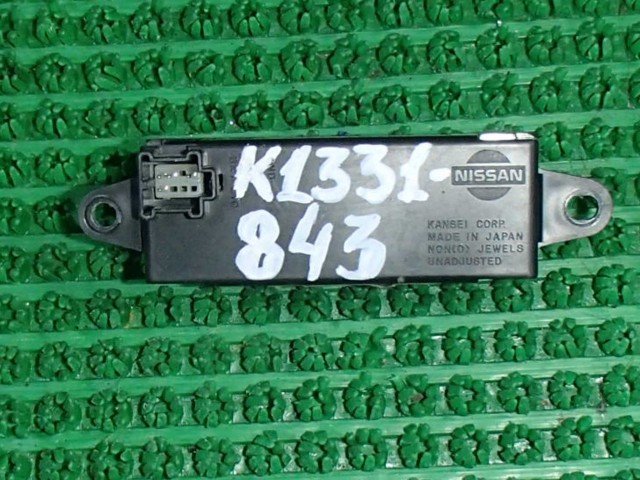 K1331-
843
NISSAN
KANSEI CORP.
MADE IN JAPAN
NON(0) JEWELS
UNADJUSTED